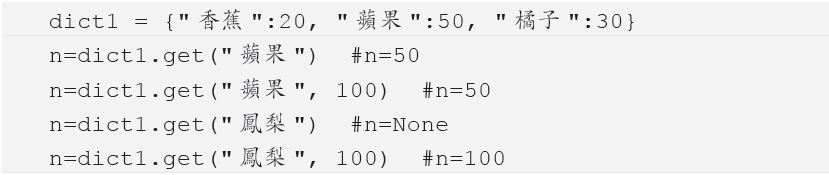 dict1 = {"香蕉":20, "蘋果":50, "橘子":30}
n=dict1.get("蘋果")  #n=50
n=dict1.get("蘋果", 100)  #n=50
n=dict1.get("鳳梨")  #n=None
n=dict1.get("鳳梨", 100)  #n=100